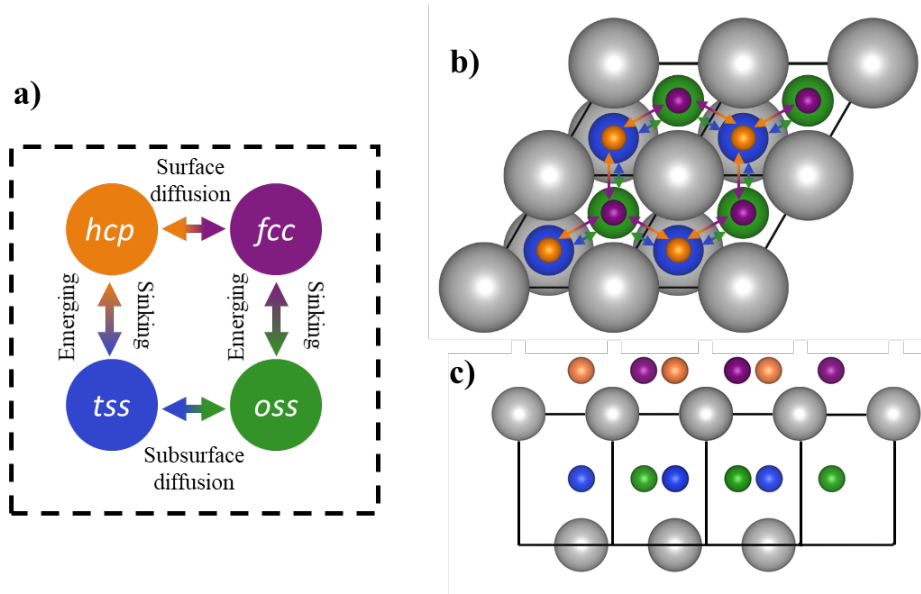 a)
Surface
diffusion
hcp
fcc
Emerging
Sinking
Emerging
Sinking
tss
oss
Subsurface
diffusion
b)
c)